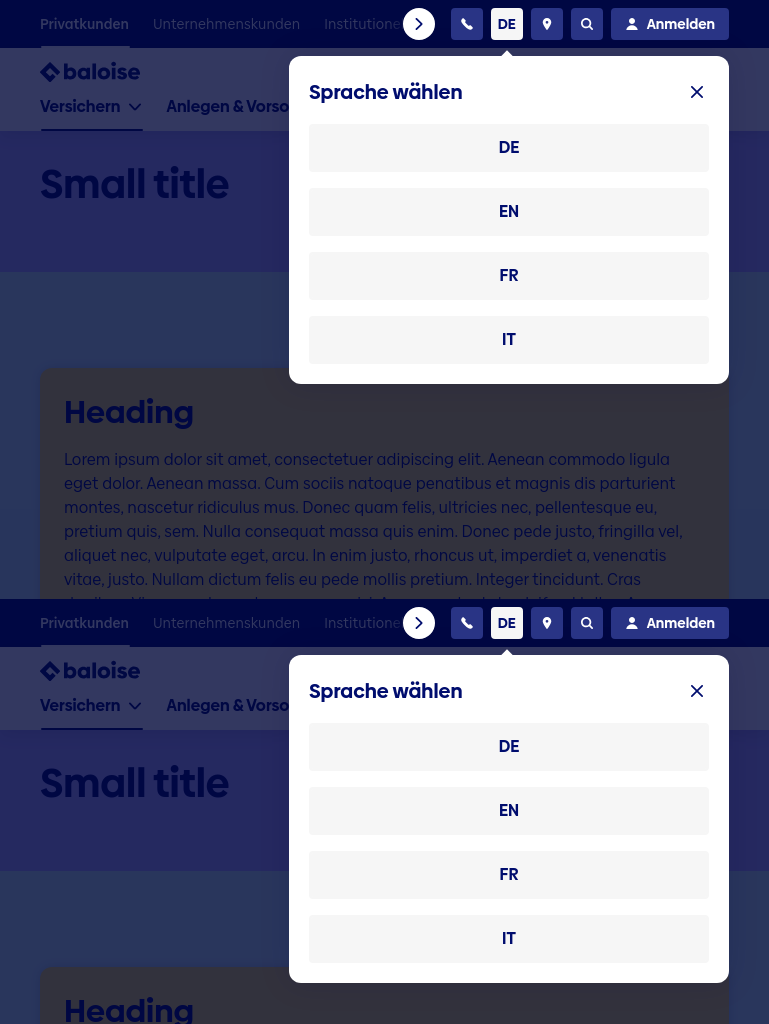 Privatkunden Unternehmenskunden Institutione DE Anmelden
baloise
Sprache wählen
Versichern Anlegen & Vorso
DE
Small title
EN
FR
IT
Heading
Lorem ipsum dolor sit amet, consectetuer adipiscing elit. Aenean commodo ligula
eget dolor. Aenean massa. Cum sociis natoque penatibus et magnis dis parturient
montes, nascetur ridiculus mus. Donec quam felis, ultricies nec, pellentesque eu,
pretium quis, sem. Nulla consequat massa quis enim. Donec pede justo, fringilla vel,
aliquet nec, vulputate eget, arcu. In enim justo, rhoncus ut, imperdiet a, venenatis
vitae, justo. Nullam dictum felis eu pede mollis pretium. Integer tincidunt. Cras
Privatkunden Unternehmenskunden Institutione DE Anmelden
baloise
Sprache wählen
Versichern Anlegen & Vorso
DE
Small title
EN
FR
IT
Heading